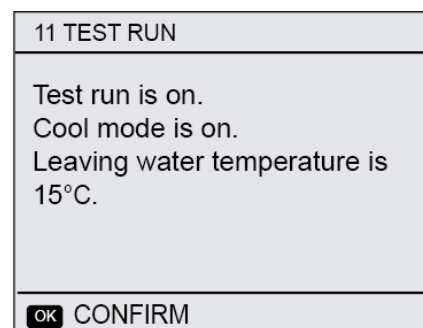 11 TEST RUN
Test run is on.
Cool mode is on.
Leaving water temperature is
15°C.
OK CONFIRM